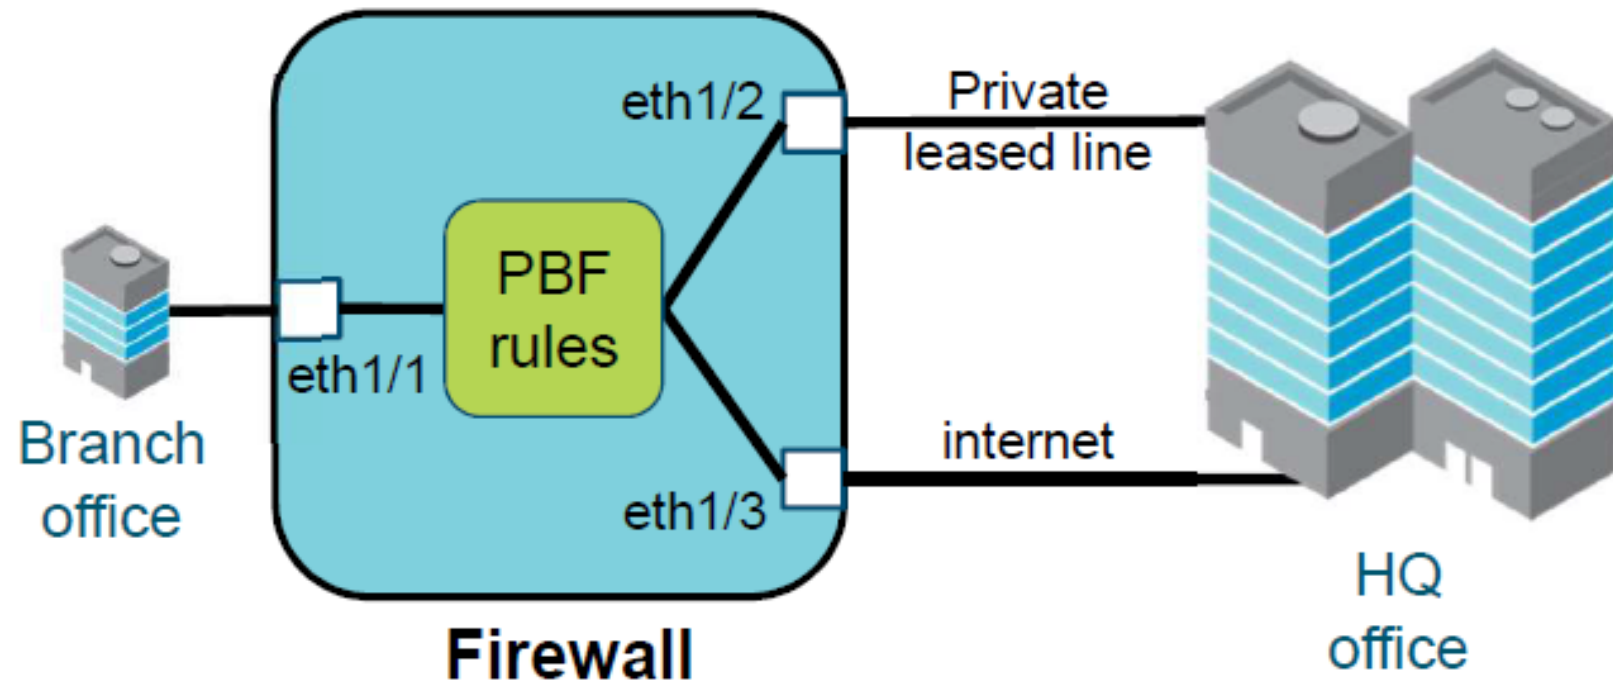 eth1/2
Private
leased line
PBF
rules
eth1/1
Branch
office
internet
eth1/3
HQ
office
Firewall